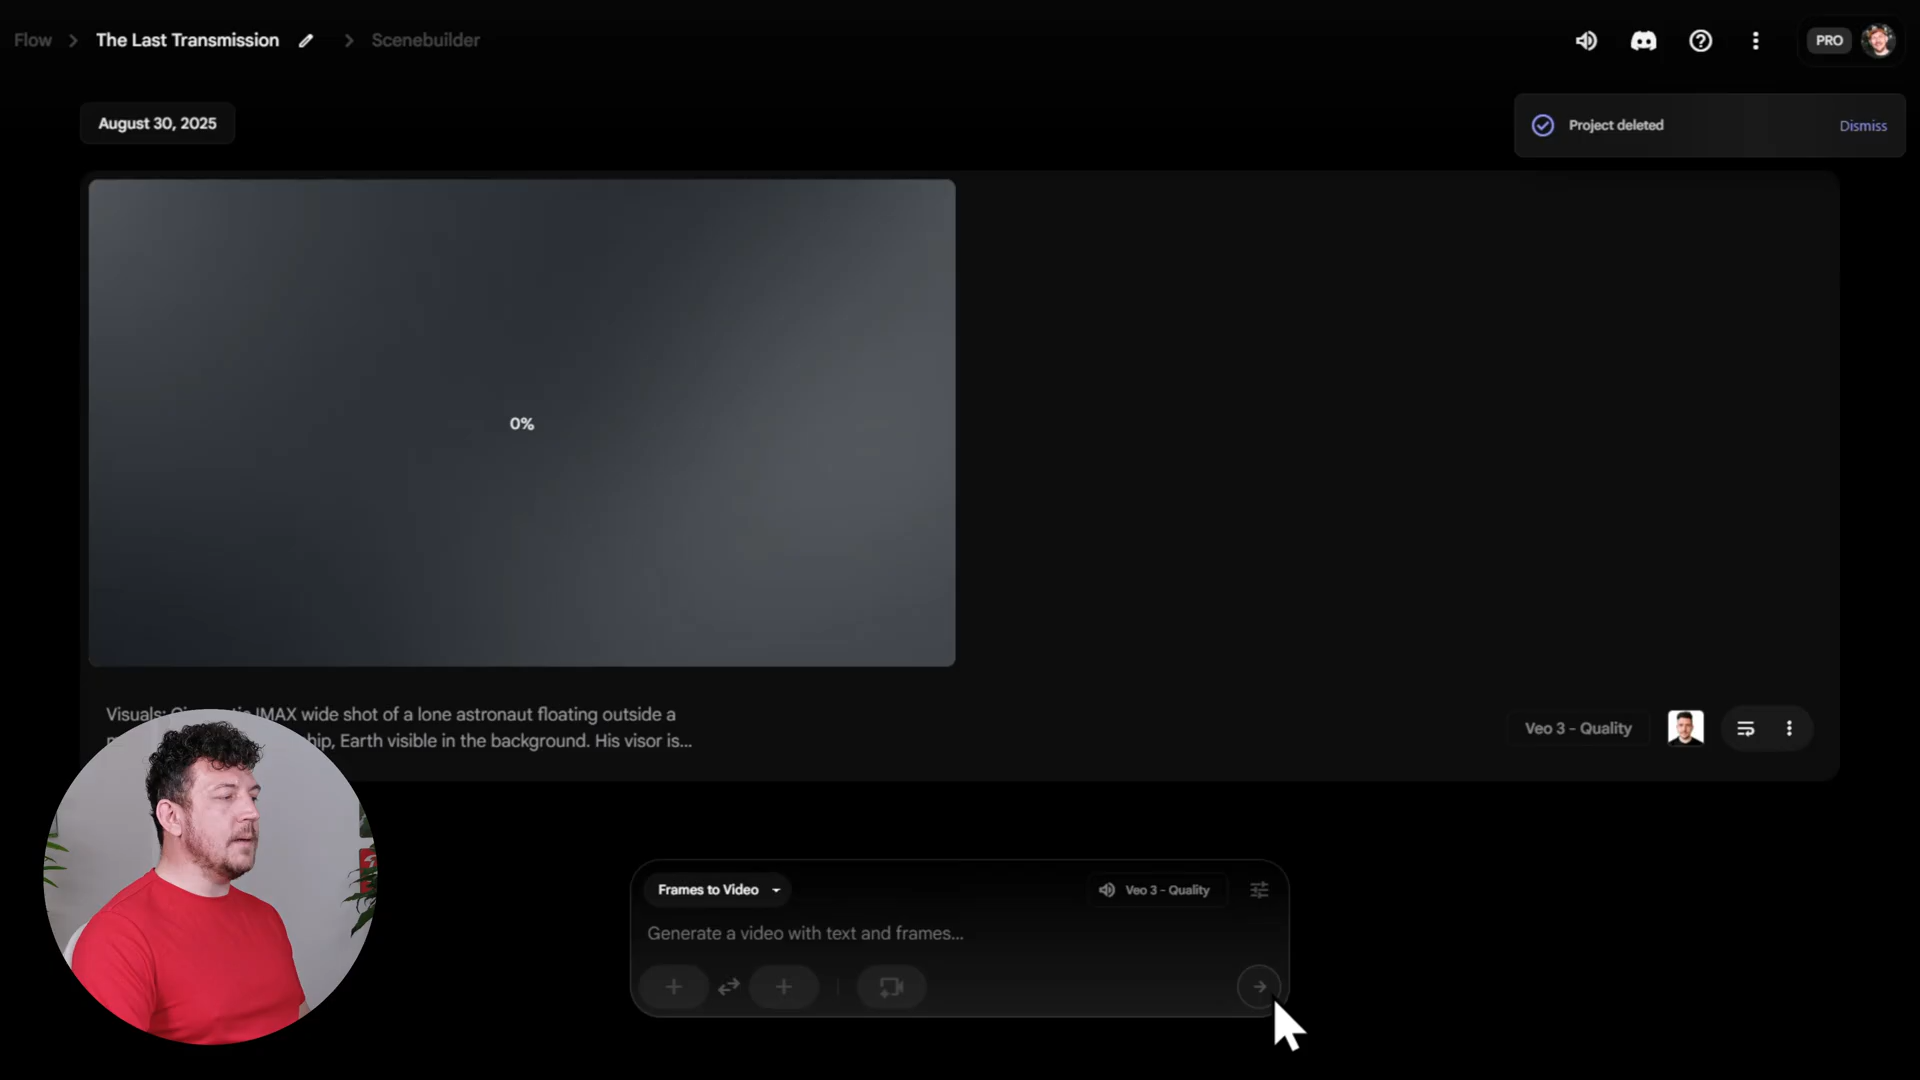 Flow > The Last Transmission > Scenebuilder
PRO
August 30, 2025
Project deleted
Dismiss
0%
Visuals: IMAX wide shot of a lone astronaut floating outside a
ship, Earth visible in the background. His visor is...
Veo 3 - Quality
Frames to Video
Veo 3 - Quality
Generate a video with text and frames...